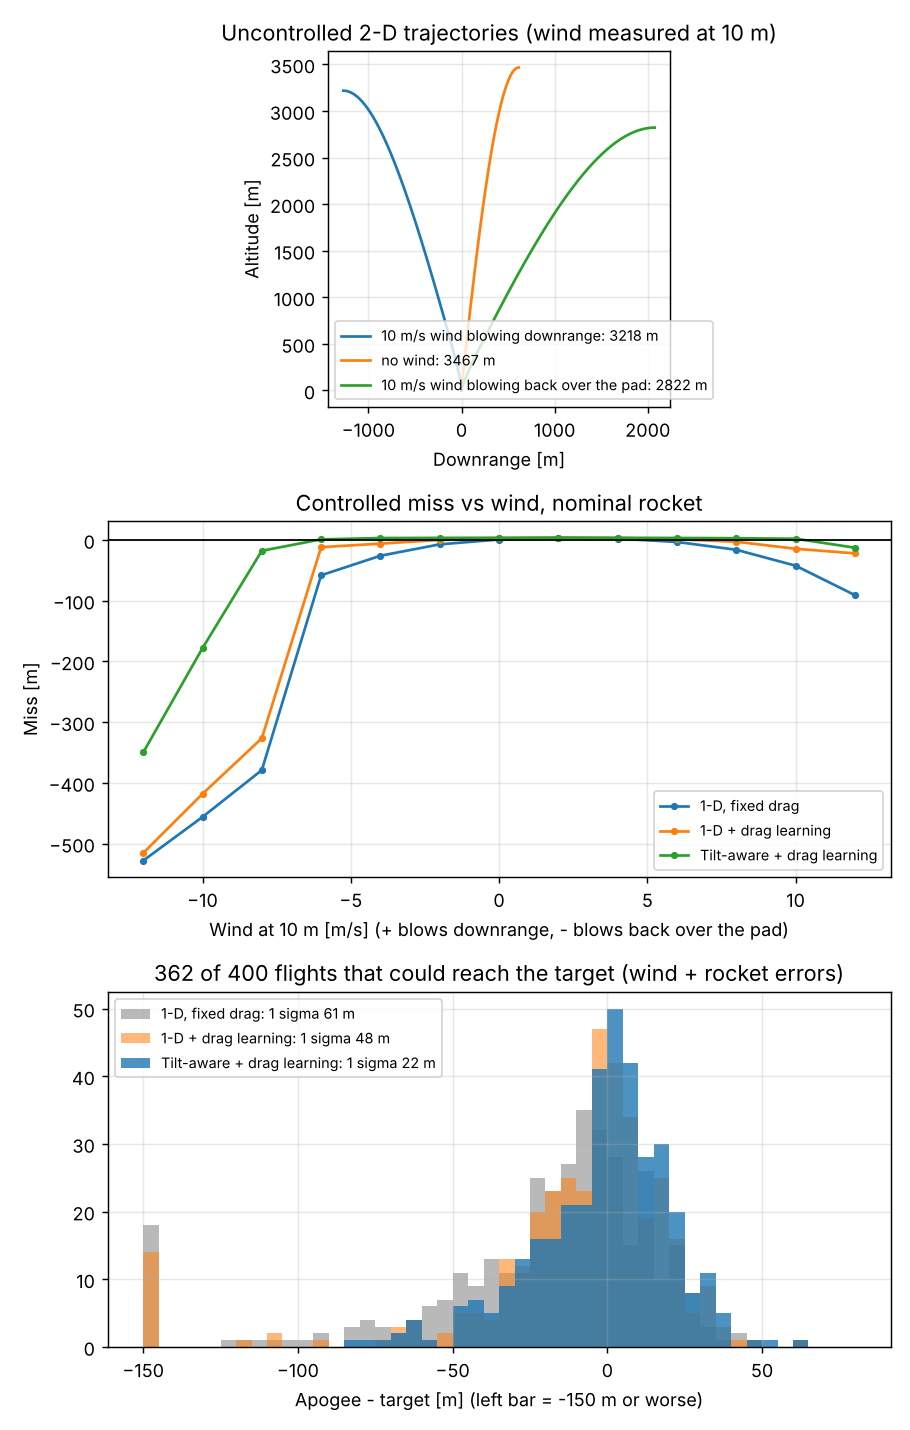 Uncontrolled 2-D trajectories (wind measured at 10 m)
3500
3000
2500
2000
1500
1000
500
0
Altitude [m]
10 m/s wind blowing downrange: 3218 m
no wind: 3467 m
10 m/s wind blowing back over the pad: 2822 m
−1000 0 1000 2000
Downrange [m]
Controlled miss vs wind, nominal rocket
0
−100
−200
−300
−400
−500
Miss [m]
1-D, fixed drag
1-D + drag learning
Tilt-aware + drag learning
−10 −5 0 5 10
Wind at 10 m [m/s] (+ blows downrange, - blows back over the pad)
362 of 400 flights that could reach the target (wind + rocket errors)
50
40
30
20
10
0
1-D, fixed drag: 1 sigma 61 m
1-D + drag learning: 1 sigma 48 m
Tilt-aware + drag learning: 1 sigma 22 m
−150 −100 −50 0 50
Apogee - target [m] (left bar = -150 m or worse)